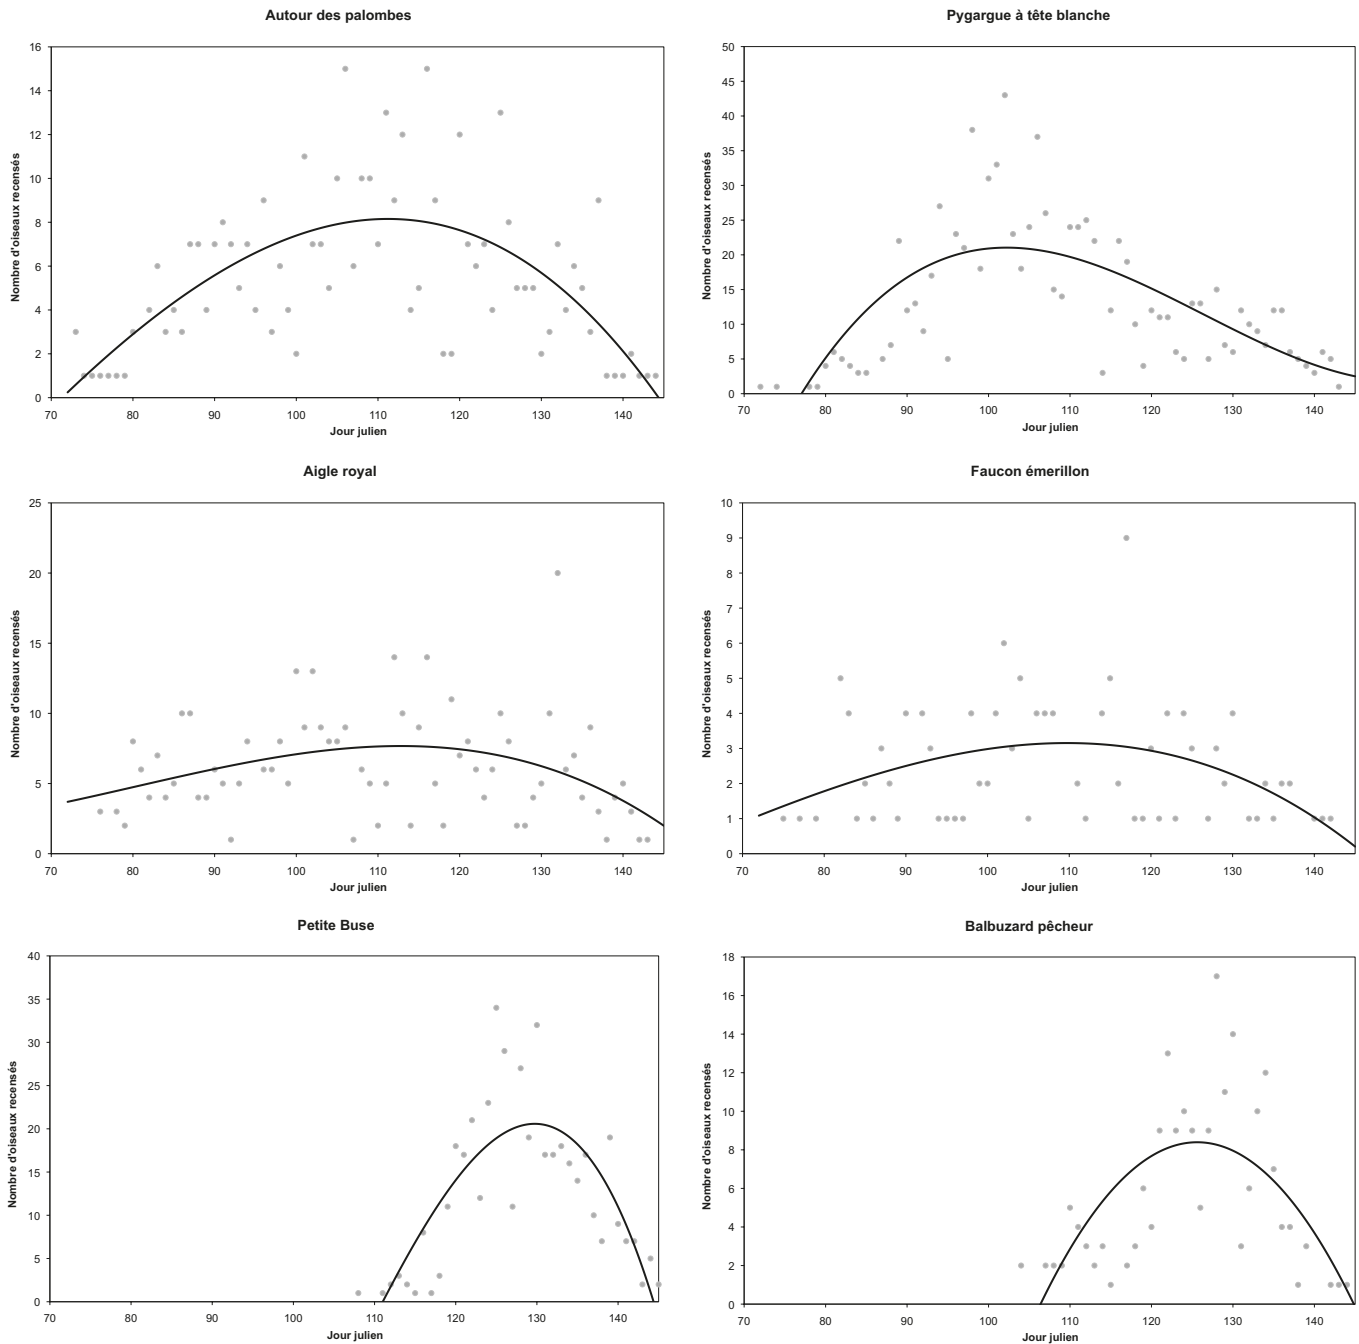 Autour des palombes
Nombre d'oiseaux recensés
16
14
12
10
8
6
4
2
0
70 80 90 100 110 120 130 140
Jour julien
Pygargue à tête blanche
Nombre d'oiseaux recensés
50
45
40
35
30
25
20
15
10
5
0
70 80 90 100 110 120 130 140
Jour julien
Aigle royal
Nombre d'oiseaux recensés
25
20
15
10
5
0
70 80 90 100 110 120 130 140
Jour julien
Faucon émerillon
Nombre d'oiseaux recensés
10
9
8
7
6
5
4
3
2
1
0
70 80 90 100 110 120 130 140
Jour julien
Petite Buse
Nombre d'oiseaux recensés
40
35
30
25
20
15
10
5
0
70 80 90 100 110 120 130 140
Jour julien
Balbuzard pêcheur
Nombre d'oiseaux recensés
18
16
14
12
10
8
6
4
2
0
70 80 90 100 110 120 130 140
Jour julien